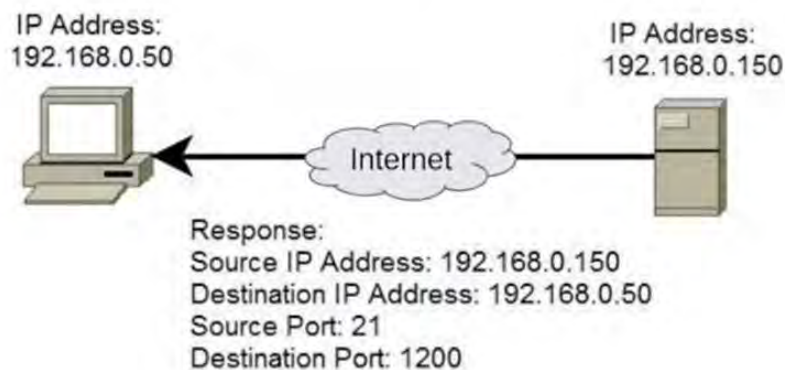 IP Address:
192.168.0.50
IP Address:
192.168.0.150
Internet
Response:
Source IP Address: 192.168.0.150
Destination IP Address: 192.168.0.50
Source Port: 21
Destination Port: 1200